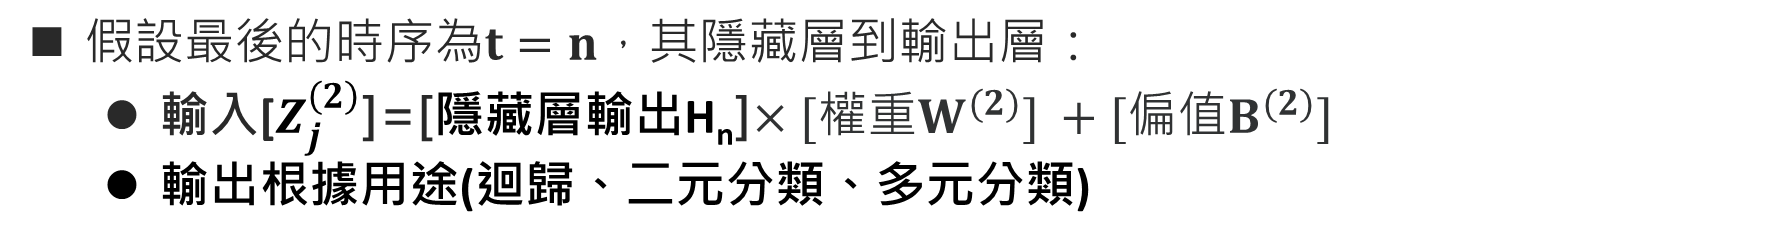 ■ 假設最後的時序為t = n，其隱藏層到輸出層：
● 輸入[Z_j^(2)]=[隱藏層輸出H_n]× [權重W^(2)] + [偏值B^(2)]
● 輸出根據用途(迴歸、二元分類、多元分類)